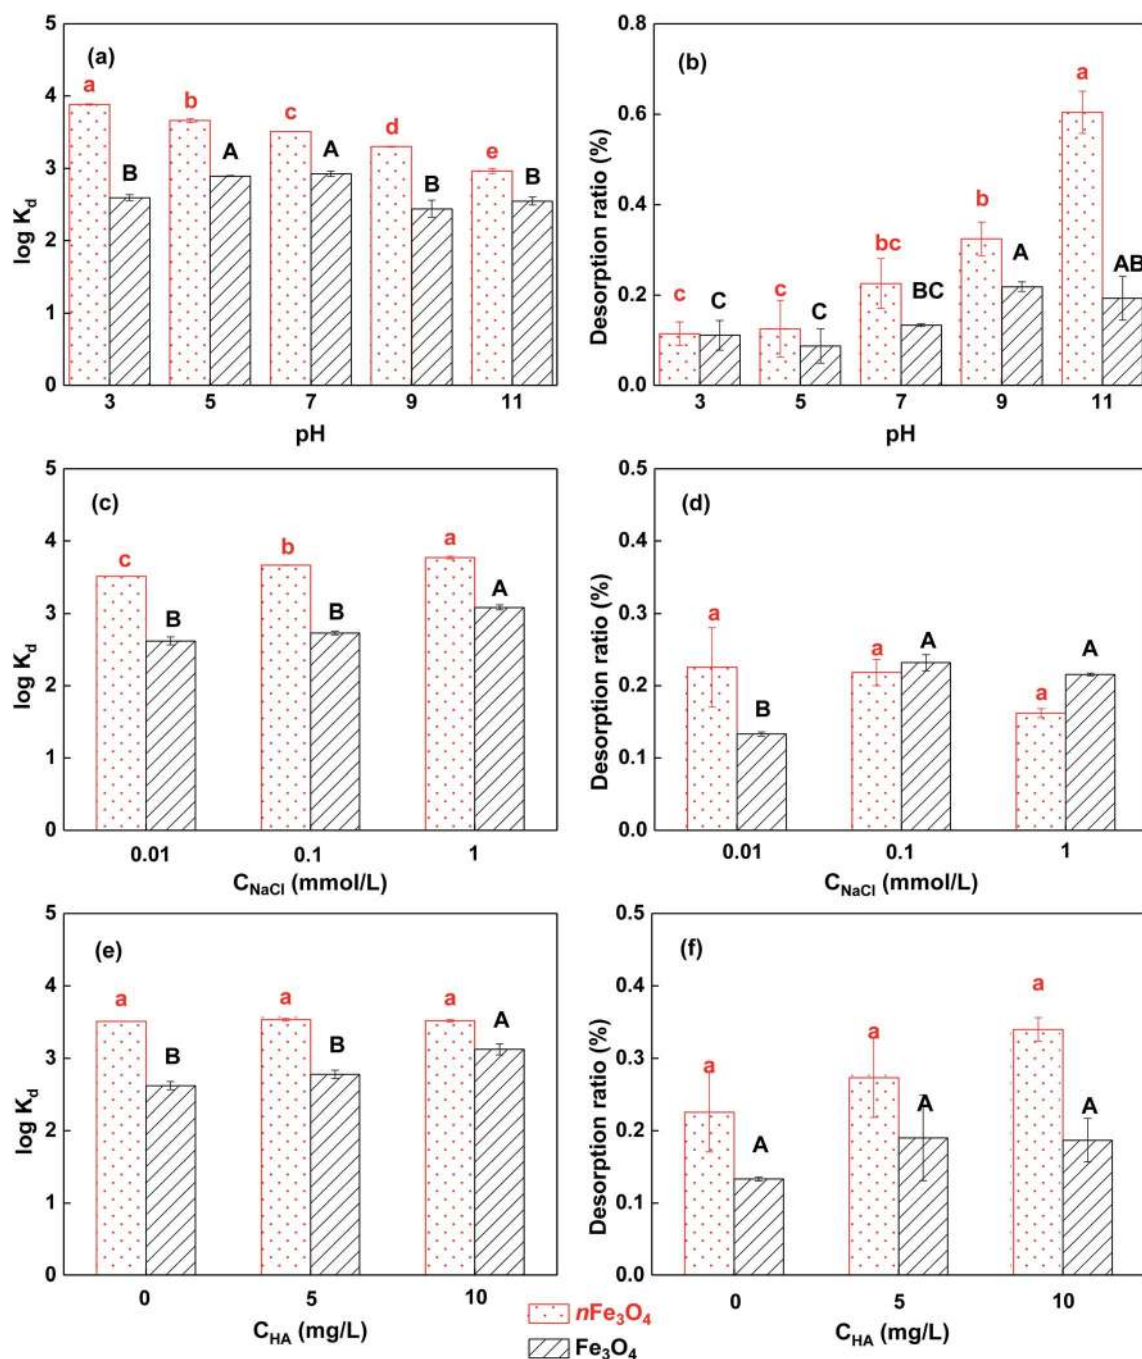 (a)
log K_d
5
4
3
2
1
0
a
b
c
d
e
B
A
A
B
B
3 5 7 9 11
pH
(b)
Desorption ratio (%)
0.8
0.6
0.4
0.2
0.0
c
c
bc
b
a
C
C
BC
A
AB
3 5 7 9 11
pH
(c)
log K_d
5
4
3
2
1
0
c
b
a
B
B
A
0.01 0.1 1
C_NaCl (mmol/L)
(d)
Desorption ratio (%)
0.5
0.4
0.3
0.2
0.1
0.0
a
a
a
B
A
A
0.01 0.1 1
C_NaCl (mmol/L)
(e)
log K_d
5
4
3
2
1
0
a
a
a
B
B
A
0 5 10
C_HA (mg/L)
(f)
Desorption ratio (%)
0.5
0.4
0.3
0.2
0.1
0.0
a
a
a
A
A
A
0 5 10
C_HA (mg/L)
nFe₃O₄
Fe₃O₄